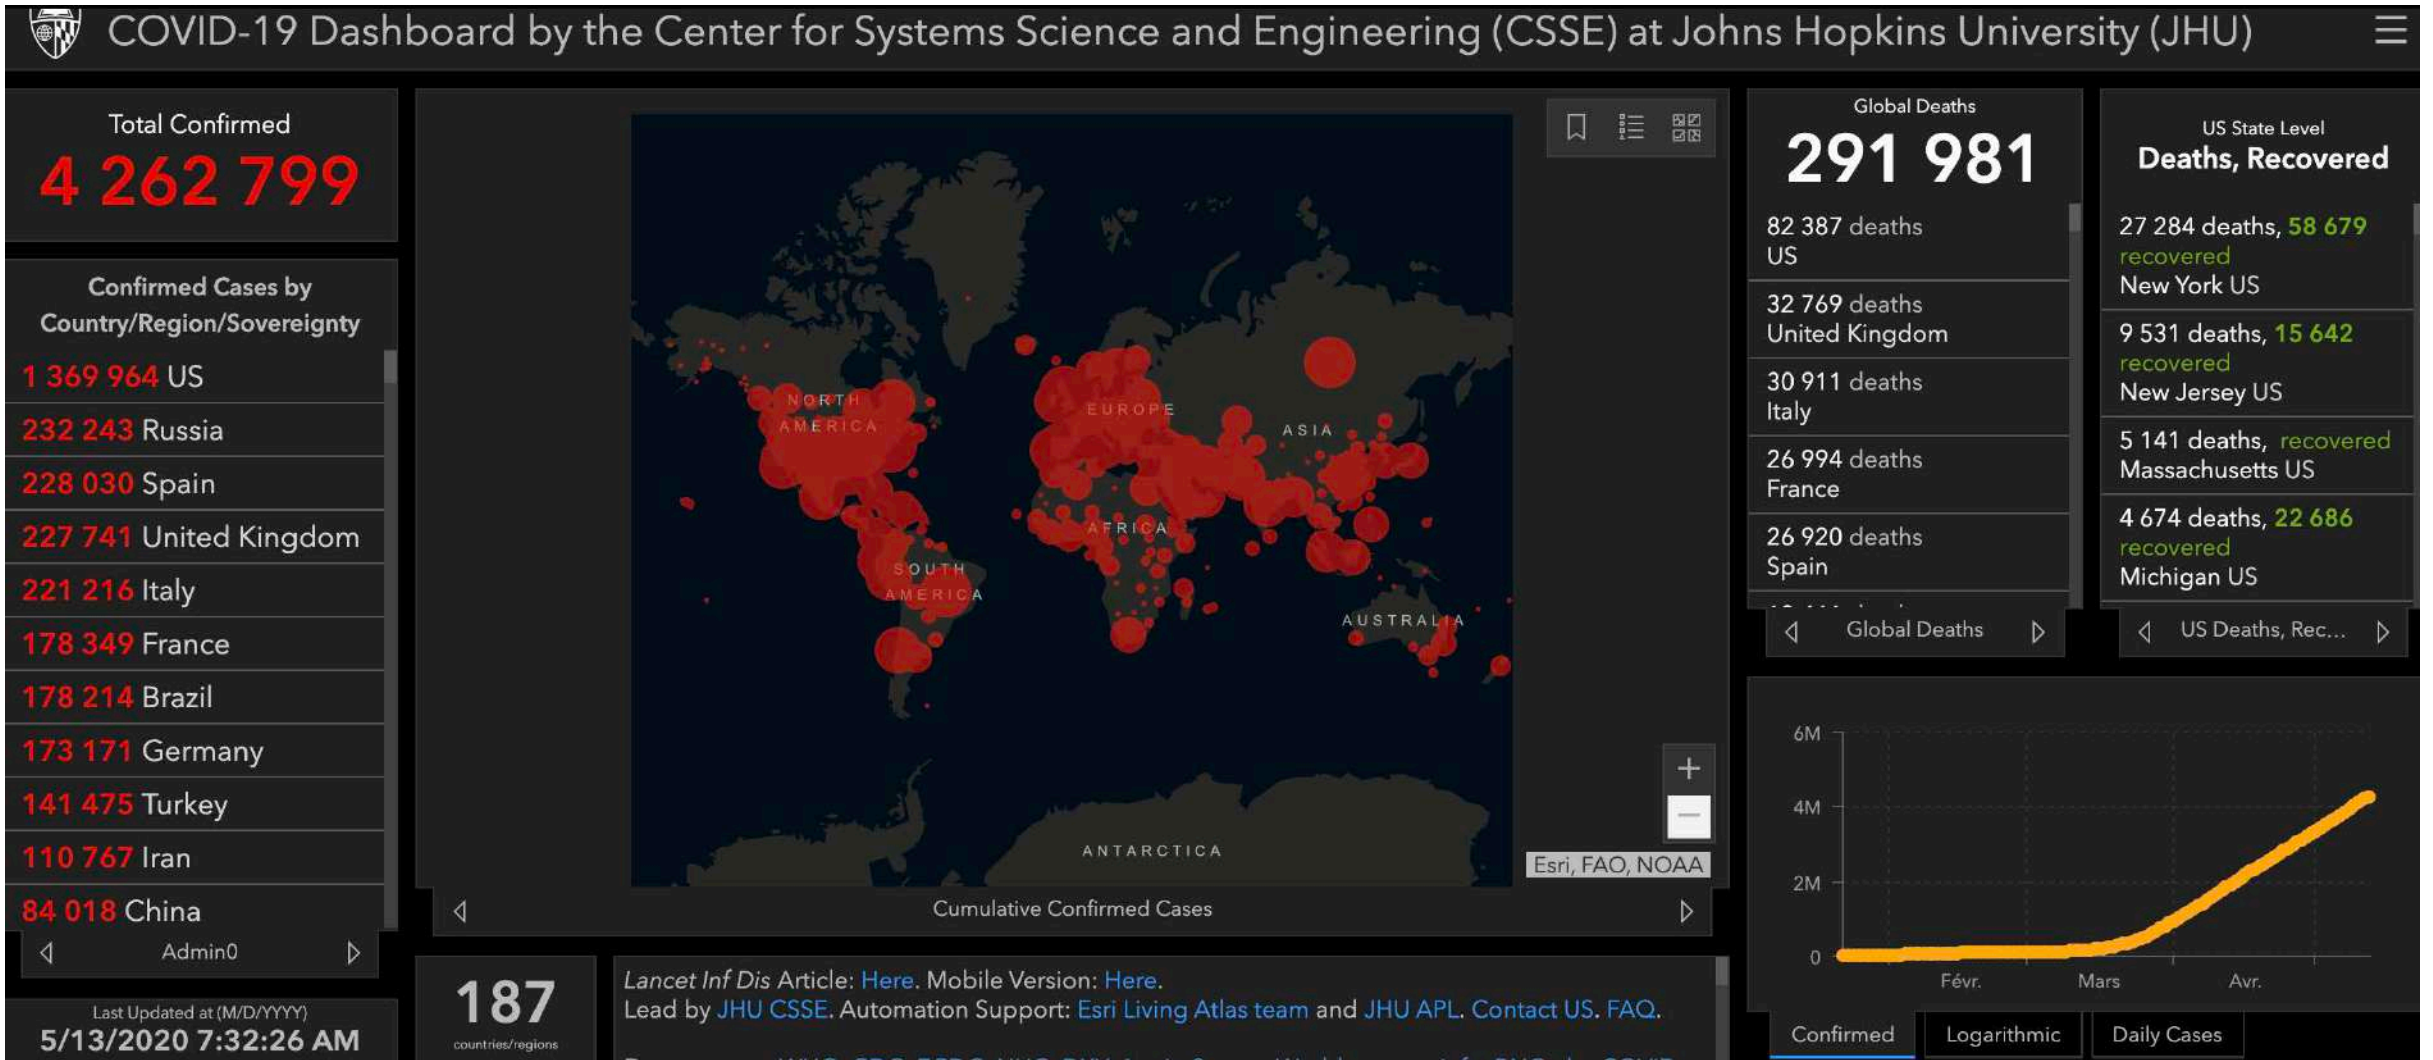 COVID-19 Dashboard by the Center for Systems Science and Engineering (CSSE) at Johns Hopkins University (JHU)
Total Confirmed
4 262 799
Confirmed Cases by
Country/Region/Sovereignty
1 369 964 US
232 243 Russia
228 030 Spain
227 741 United Kingdom
221 216 Italy
178 349 France
178 214 Brazil
173 171 Germany
141 475 Turkey
110 767 Iran
84 018 China
Admin0
Last Updated at (M/D/YYYY)
5/13/2020 7:32:26 AM
NORTH
AMERICA
EUROPE
ASIA
AFRICA
SOUTH
AMERICA
AUSTRALIA
ANTARCTICA
Esri, FAO, NOAA
Cumulative Confirmed Cases
187
countries/regions
Lancet Inf Dis Article: Here. Mobile Version: Here.
Lead by JHU CSSE. Automation Support: Esri Living Atlas team and JHU APL. Contact US. FAQ.
Global Deaths
291 981
82 387 deaths
US
32 769 deaths
United Kingdom
30 911 deaths
Italy
26 994 deaths
France
26 920 deaths
Spain
Global Deaths
US State Level
Deaths, Recovered
27 284 deaths, 58 679
recovered
New York US
9 531 deaths, 15 642
recovered
New Jersey US
5 141 deaths, recovered
Massachusetts US
4 674 deaths, 22 686
recovered
Michigan US
US Deaths, Rec...
6M
4M
2M
0
Févr. Mars Avr.
Confirmed Logarithmic Daily Cases